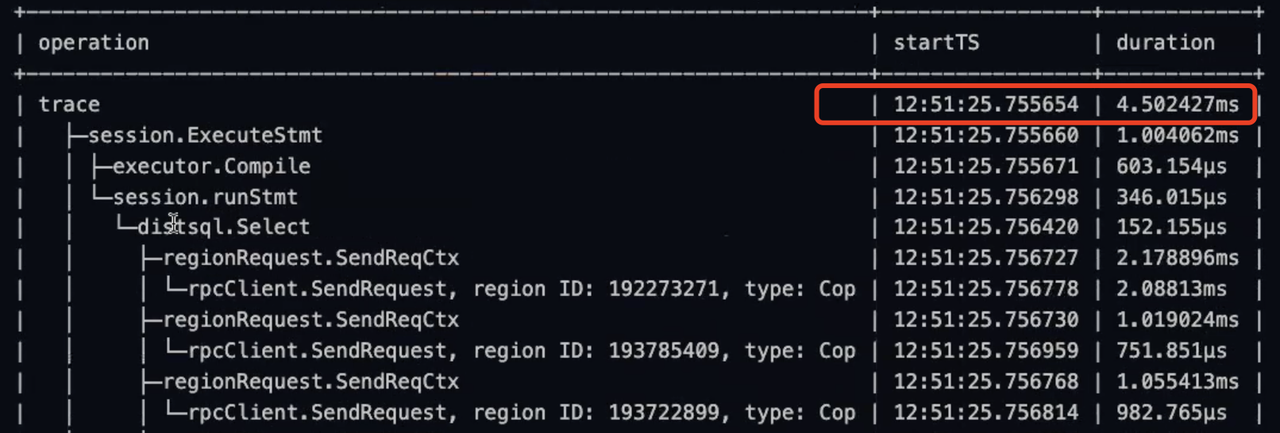 operation | startTS | duration
trace | 12:51:25.755654 | 4.502427ms
├─session.ExecuteStmt | 12:51:25.755660 | 1.004062ms
│ ├─executor.Compile | 12:51:25.755671 | 603.154µs
│ └─session.runStmt | 12:51:25.756298 | 346.015µs
│   └─distsql.Select | 12:51:25.756420 | 152.155µs
│     ├─regionRequest.SendReqCtx | 12:51:25.756727 | 2.178896ms
│     │ └─rpcClient.SendRequest, region ID: 192273271, type: Cop | 12:51:25.756778 | 2.08813ms
│     ├─regionRequest.SendReqCtx | 12:51:25.756730 | 1.019024ms
│     │ └─rpcClient.SendRequest, region ID: 193785409, type: Cop | 12:51:25.756959 | 751.851µs
│     ├─regionRequest.SendReqCtx | 12:51:25.756768 | 1.055413ms
│     │ └─rpcClient.SendRequest, region ID: 193722899, type: Cop | 12:51:25.756814 | 982.765µs